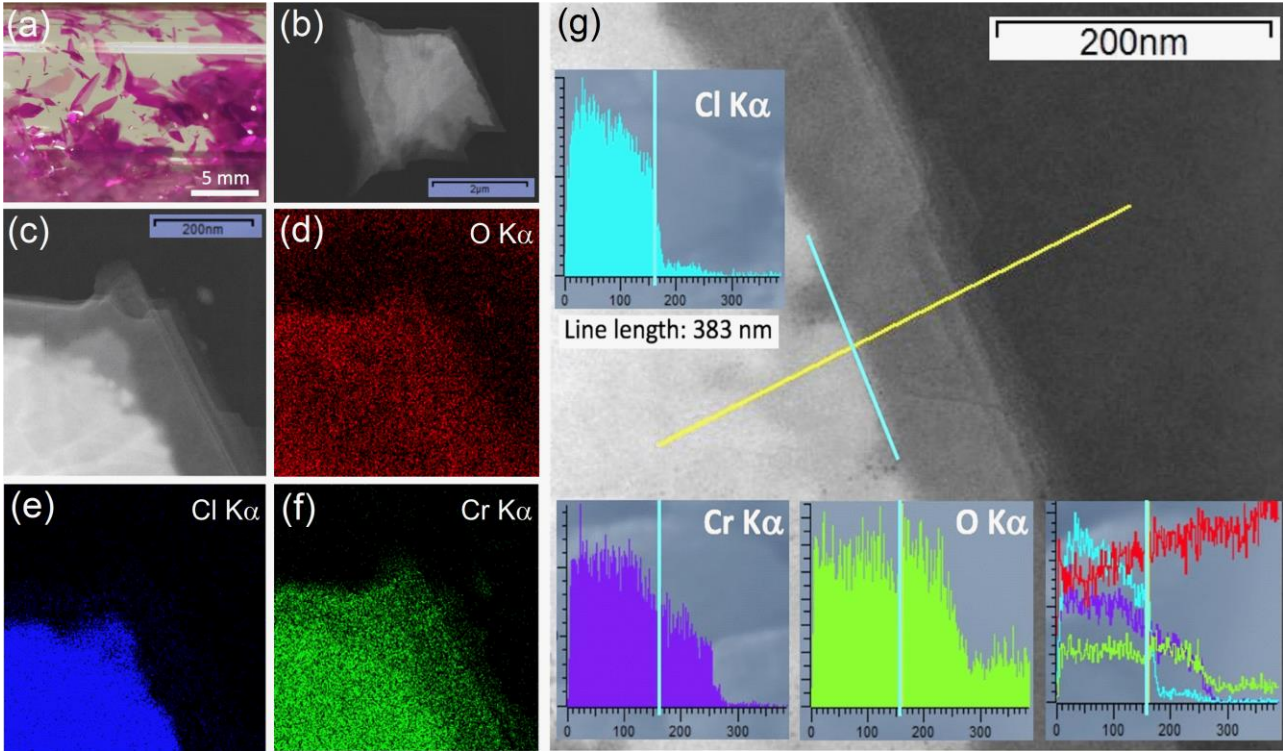 (a)
5 mm
(b)
2μm
(c)
200nm
(d)
O Kα
(e)
Cl Kα
(f)
Cr Kα
(g)
200nm
Cl Kα
0 100 200 300
Line length: 383 nm
Cr Kα
0 100 200 300
O Kα
0 100 200 300
0 100 200 300